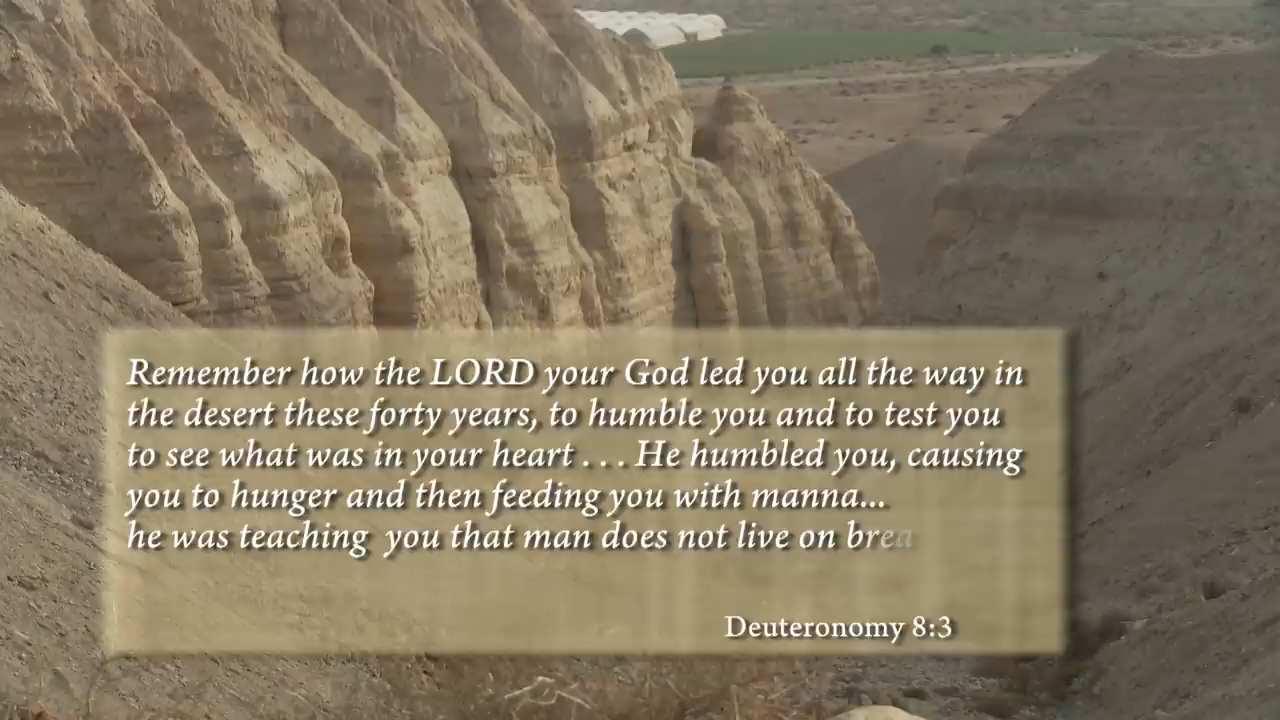 Remember how the LORD your God led you all the way in
the desert these forty years, to humble you and to test you
to see what was in your heart . . . He humbled you, causing
you to hunger and then feeding you with manna...
he was teaching you that man does not live on brea
Deuteronomy 8:3